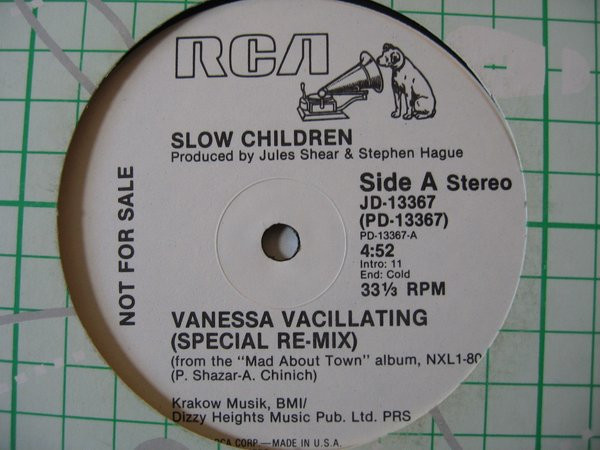 RCA
SLOW CHILDREN
Produced by Jules Shear & Stephen Hague
NOT FOR SALE
Side A Stereo
JD-13367
(PD-13367)
PD-13367-A
4:52
Intro: 11
End: Cold
33⅓ RPM
VANESSA VACILLATING
(SPECIAL RE-MIX)
(from the "Mad About Town" album, NXL1-80
(P. Shazar-A. Chinich)
Krakow Musik, BMI/
Dizzy Heights Music Pub. Ltd. PRS
RCA CORP.—MADE IN U.S.A.